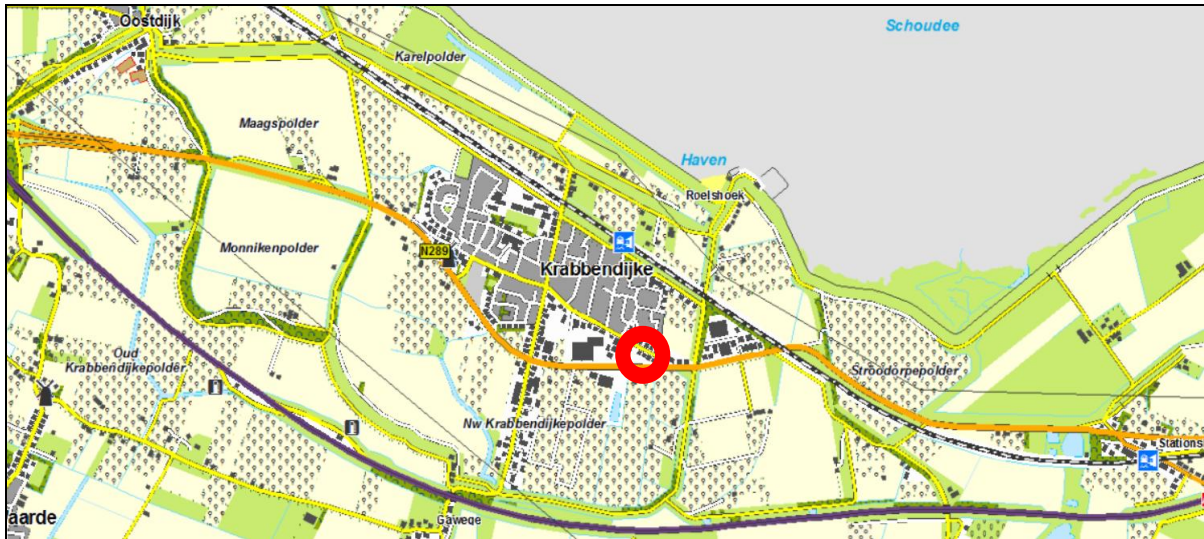 Oostdijk
Schoudee
Karelpolder
Maagspolder
Haven
Roelshoek
Monnikenpolder
N289
Krabbendijke
Oud
Krabbendijkepolder
Stroodorpepolder
Nw Krabbendijkepolder
Stations
aarde
Gawege